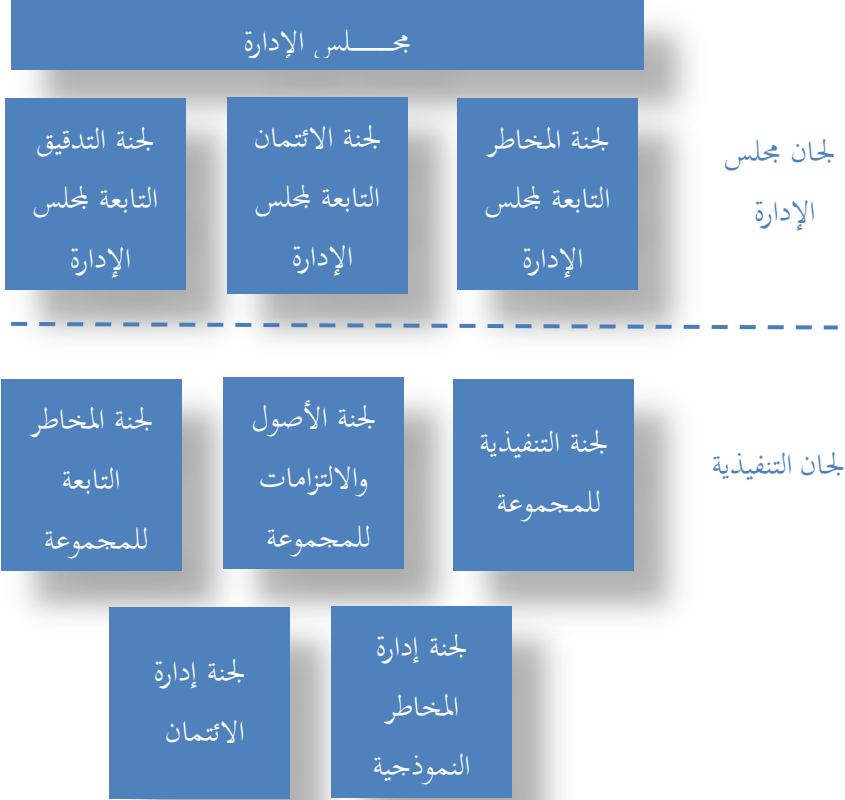 مجـــــلس الإدارة
لجان مجلس
الإدارة
لجنة المخاطر
التابعة لمجلس
الإدارة
لجنة الائتمان
التابعة لمجلس
الإدارة
لجنة التدقيق
التابعة لمجلس
الإدارة
لجان التنفيذية
لجنة التنفيذية
للمجموعة
لجنة الأصول
والالتزامات
للمجموعة
لجنة المخاطر
التابعة
للمجموعة
لجنة إدارة
المخاطر
النموذجية
لجنة إدارة
الائتمان